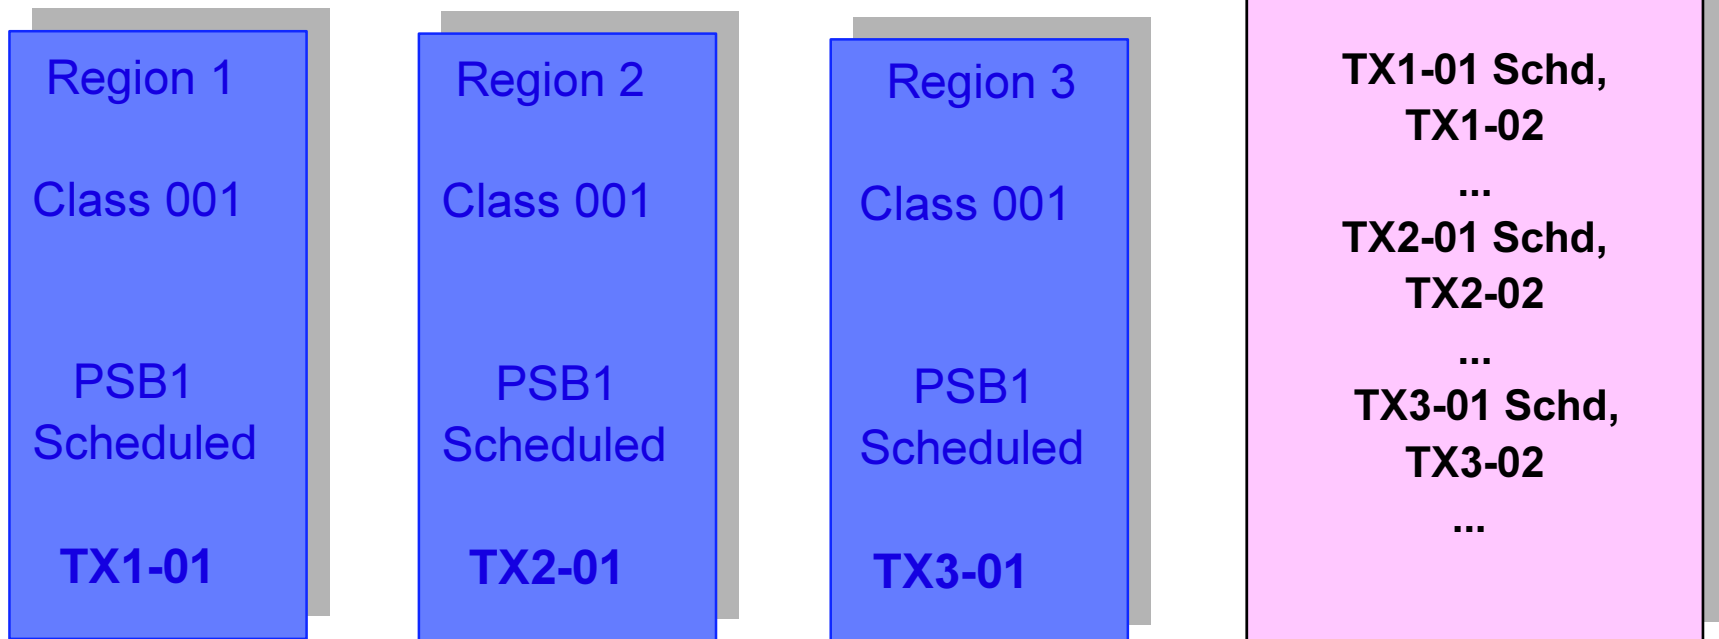 Region 1
Class 001
PSB1
Scheduled
TX1-01
Region 2
Class 001
PSB1
Scheduled
TX2-01
Region 3
Class 001
PSB1
Scheduled
TX3-01
TX1-01 Schd,
TX1-02
...
TX2-01 Schd,
TX2-02
...
TX3-01 Schd,
TX3-02
...